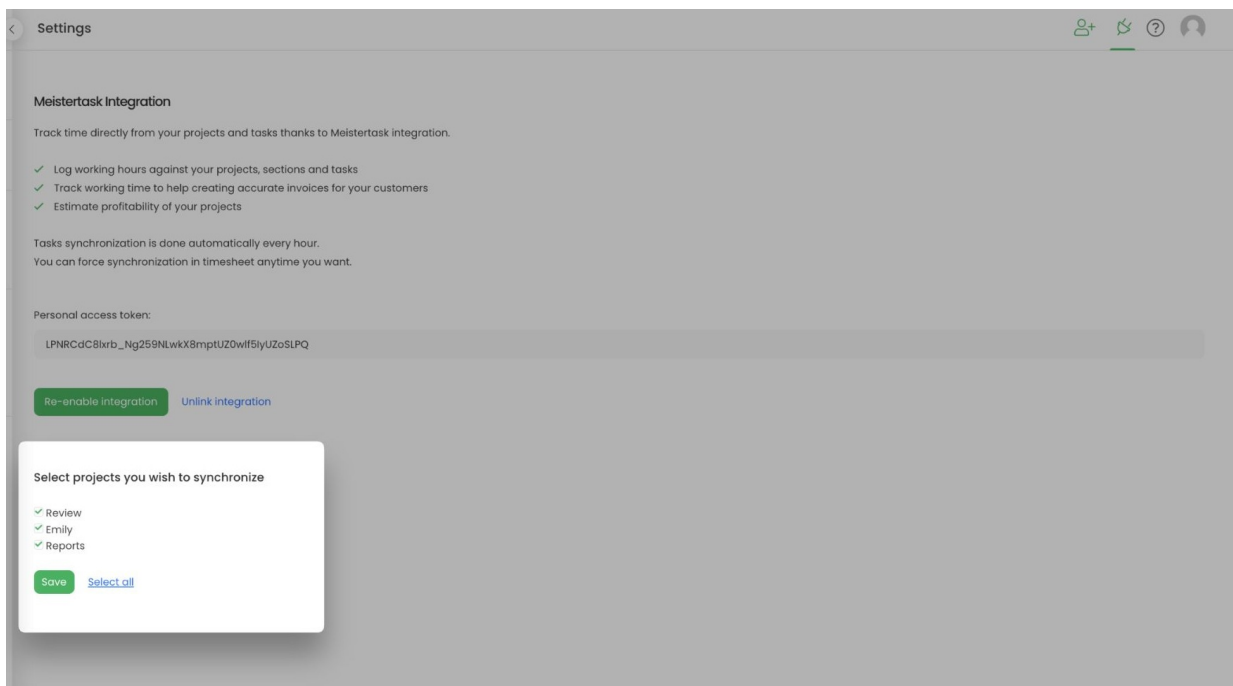 Settings
Meistertask Integration
Track time directly from your projects and tasks thanks to Meistertask integration.
Log working hours against your projects, sections and tasks
Track working time to help creating accurate invoices for your customers
Estimate profitability of your projects
Tasks synchronization is done automatically every hour.
You can force synchronization in timesheet anytime you want.
Personal access token:
LPNRCdC8lxrb_Ng259NLwkX8mptUZ0wlf5lyUZoSLPQ
Re-enable integration Unlink integration
Select projects you wish to synchronize
Review
Emily
Reports
Save Select all